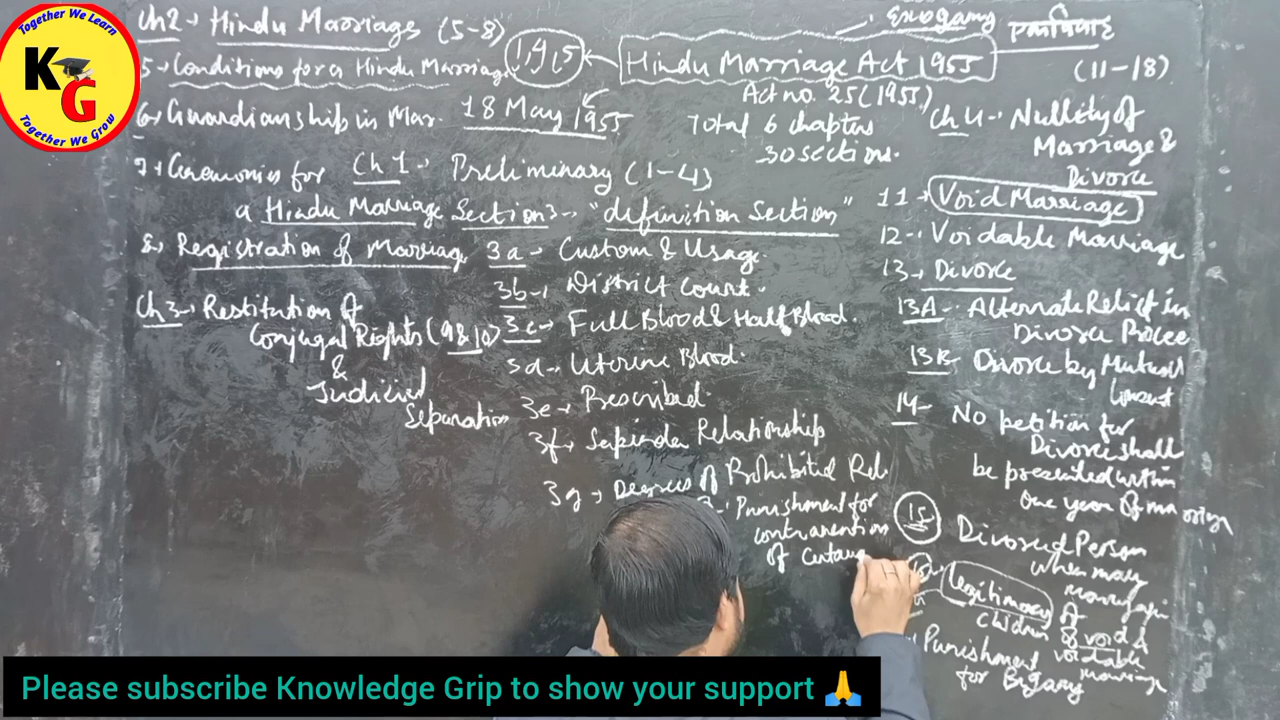 Together We Learn
KG
Together We Grow
Ch2 → Hindu Marriages (5-8)
5 → Conditions for a Hindu Marriage
6 → Guardianship in Mar.
7 → Ceremonies for
a Hindu Marriage
8 → Registration of Marriage
Ch3 → Restitution of
Conjugal Rights (9&10)
&
Judicial
Separation
Exogamy
Hindu Marriage Act 1955
Act no. 25 (1955)
18 May 1955
Total 6 chapters
30 sections.
Ch 1 → Preliminary (1-4)
Section 3 → "definition Section"
3a → Custom & Usage.
3b → District Court.
3c → Full Blood & Half Blood.
3d → Uterine Blood.
3e → Prescribed.
3f → Sapinda Relationship
3g → Degrees of Prohibited Rel.
Punishment for
contravention
of Certain
(11-18)
Ch 4 → Nullity of
Marriage &
Divorce
11 → Void Marriage
12 → Voidable Marriage
13 → Divorce
13A → Alternate Relief in
Divorce Procee
13B → Divorce by Mutual
Consent
14 → No petition for
Divorce shall
be presented within
one year of marriage
15 Divorced Person
when may
marry again
Legitimacy of
children of void &
voidable
marriage
Punishment
for Bigamy
Please subscribe Knowledge Grip to show your support 🙏